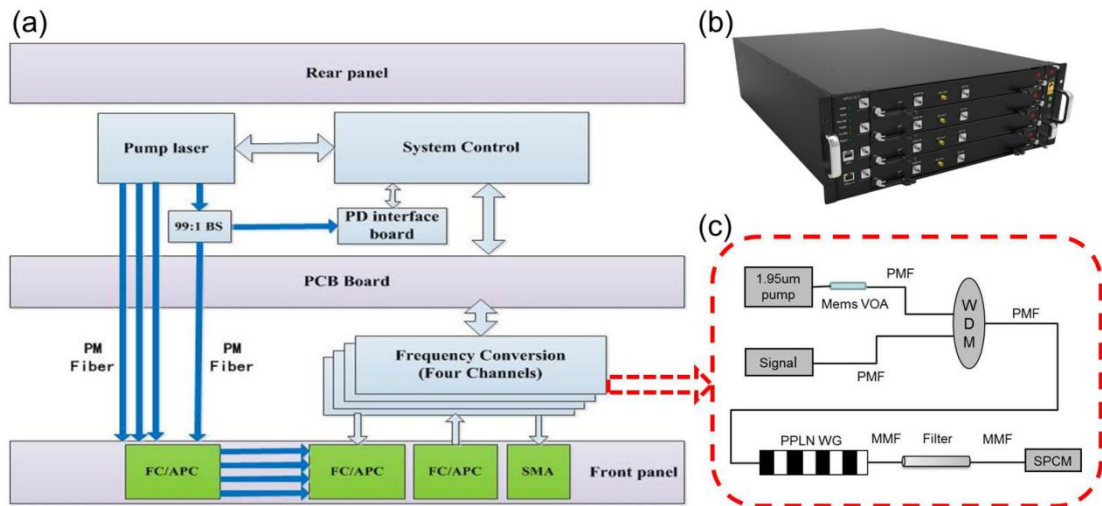 (a)
Rear panel
Pump laser
System Control
99:1 BS
PD interface
board
PCB Board
PM
Fiber
PM
Fiber
Frequency Conversion
(Four Channels)
FC/APC
FC/APC
FC/APC
SMA
Front panel
(b)
(c)
1.95um
pump
PMF
Mems VOA
W
D
M
PMF
Signal
PMF
PPLN WG
MMF
Filter
MMF
SPCM